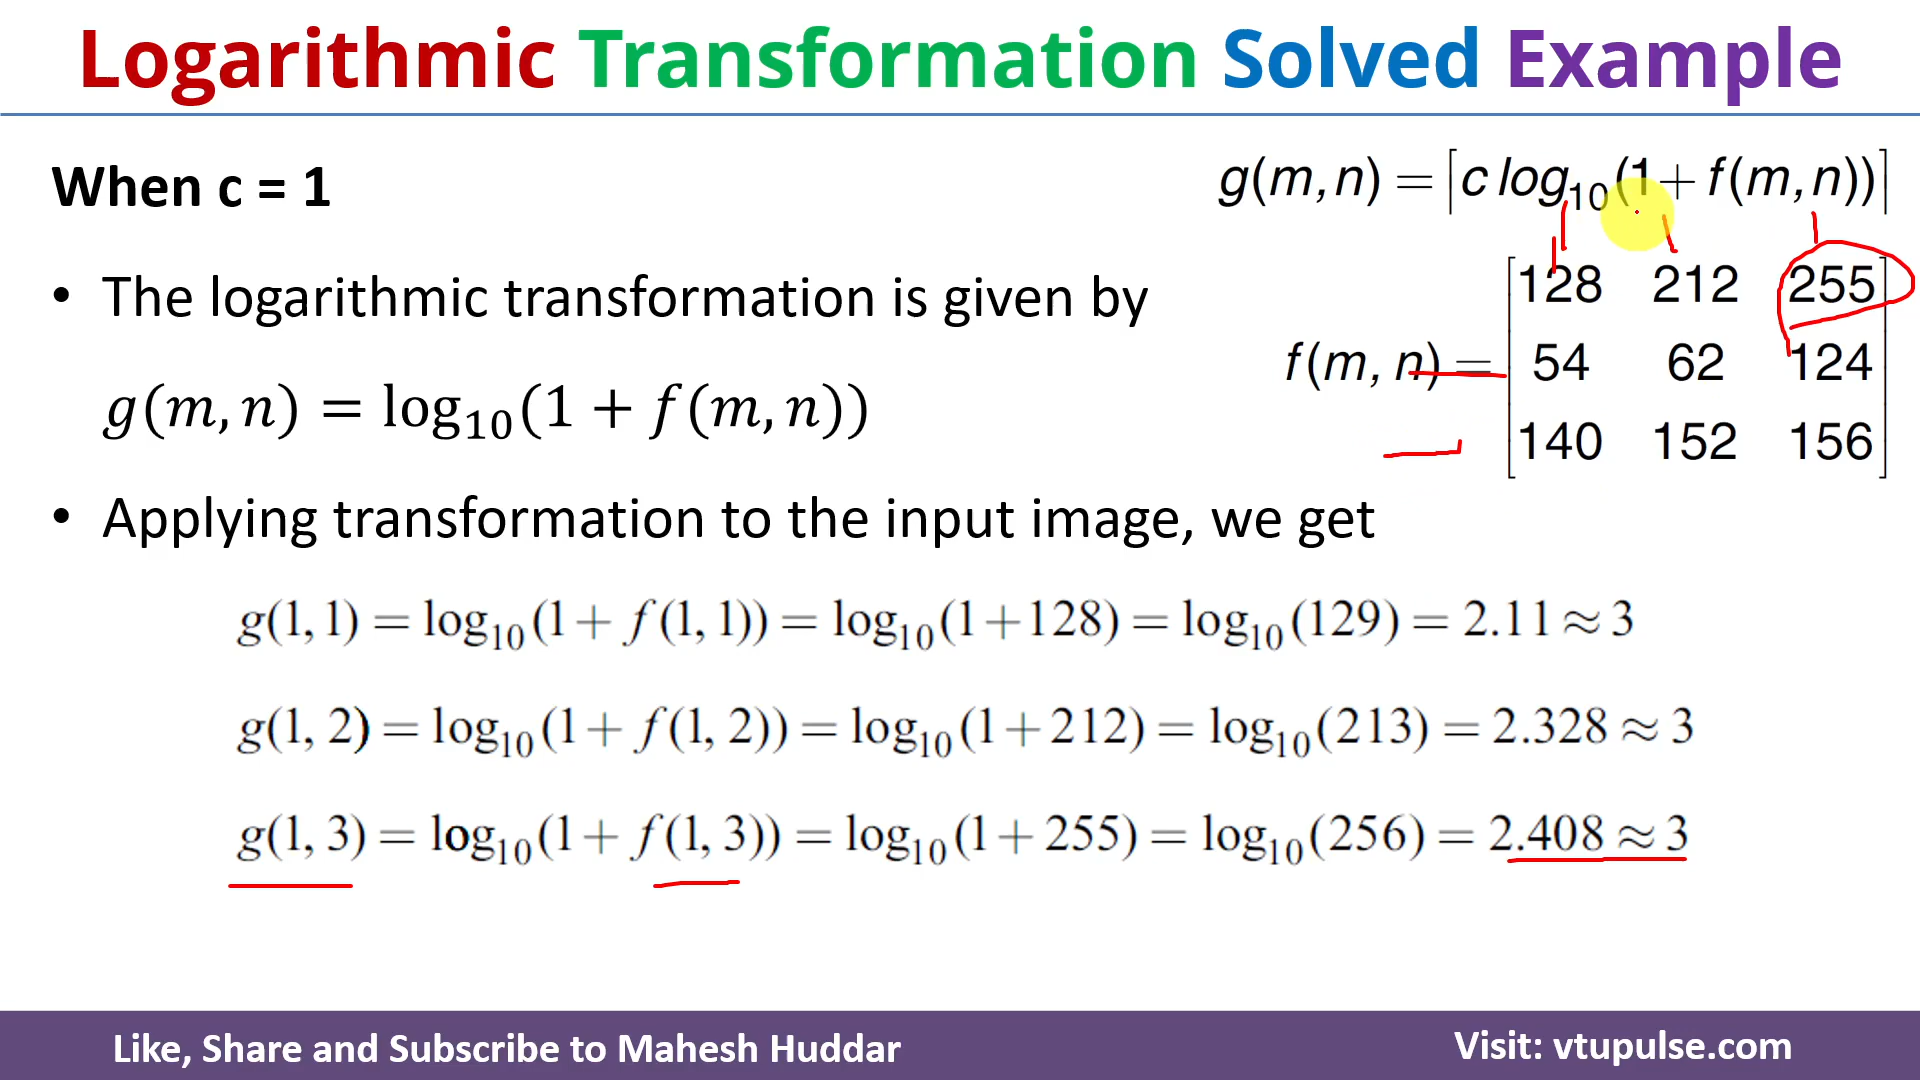 Logarithmic Transformation Solved Example
When c = 1
g(m,n) = ⌈c log₁₀(1 + f(m,n))⌉
• The logarithmic transformation is given by
g(m, n) = log₁₀(1 + f(m, n))
f(m, n) =
128 212 255
54 62 124
140 152 156
• Applying transformation to the input image, we get
g(1, 1) = log₁₀(1 + f(1, 1)) = log₁₀(1+128) = log₁₀(129) = 2.11 ≈ 3
g(1, 2) = log₁₀(1 + f(1, 2)) = log₁₀(1+212) = log₁₀(213) = 2.328 ≈ 3
g(1, 3) = log₁₀(1 + f(1, 3)) = log₁₀(1+255) = log₁₀(256) = 2.408 ≈ 3
Like, Share and Subscribe to Mahesh Huddar
Visit: vtupulse.com